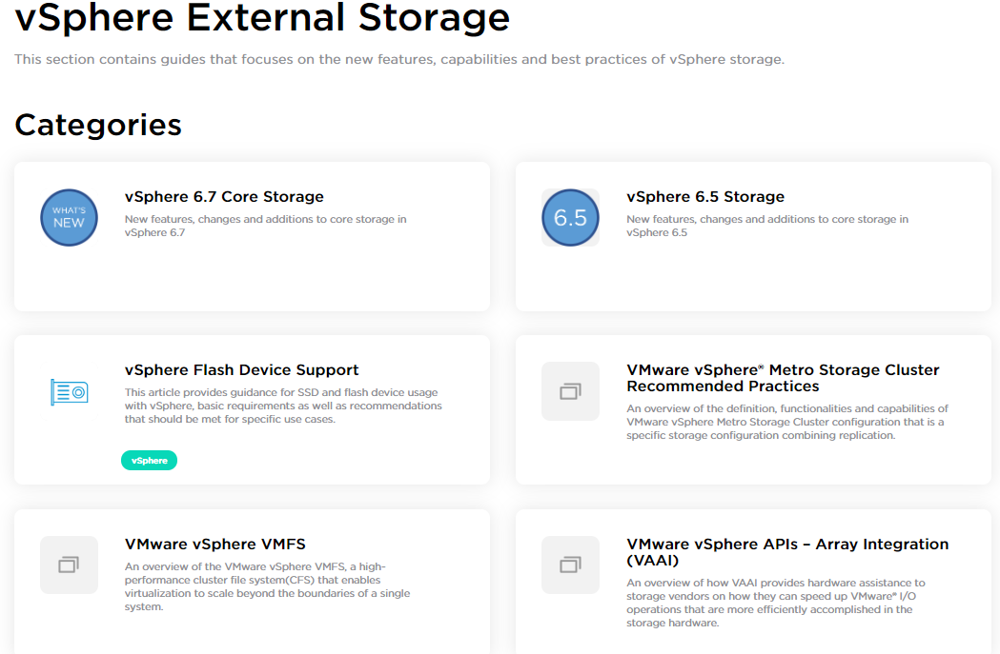 vSphere External Storage
This section contains guides that focuses on the new features, capabilities and best practices of vSphere storage.
Categories
WHAT'S
NEW
vSphere 6.7 Core Storage
New features, changes and additions to core storage in
vSphere 6.7
6.5
vSphere 6.5 Storage
New features, changes and additions to core storage in
vSphere 6.5
vSphere Flash Device Support
This article provides guidance for SSD and flash device usage
with vSphere, basic requirements as well as recommendations
that should be met for specific use cases.
vSphere
VMware vSphere® Metro Storage Cluster
Recommended Practices
An overview of the definition, functionalities and capabilities of
VMware vSphere Metro Storage Cluster configuration that is a
specific storage configuration combining replication.
VMware vSphere VMFS
An overview of the VMware vSphere VMFS, a high-
performance cluster file system(CFS) that enables
virtualization to scale beyond the boundaries of a single
system.
VMware vSphere APIs – Array Integration
(VAAI)
An overview of how VAAI provides hardware assistance to
storage vendors on how they can speed up VMware® I/O
operations that are more efficiently accomplished in the
storage hardware.